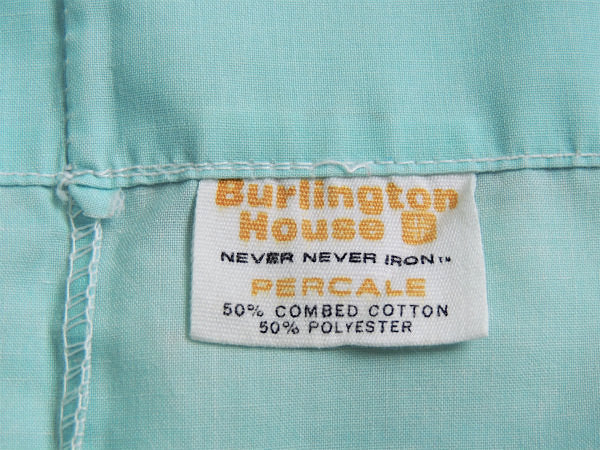 Burlington
House
NEVER NEVER IRON™
PERCALE
50% COMBED COTTON
50% POLYESTER